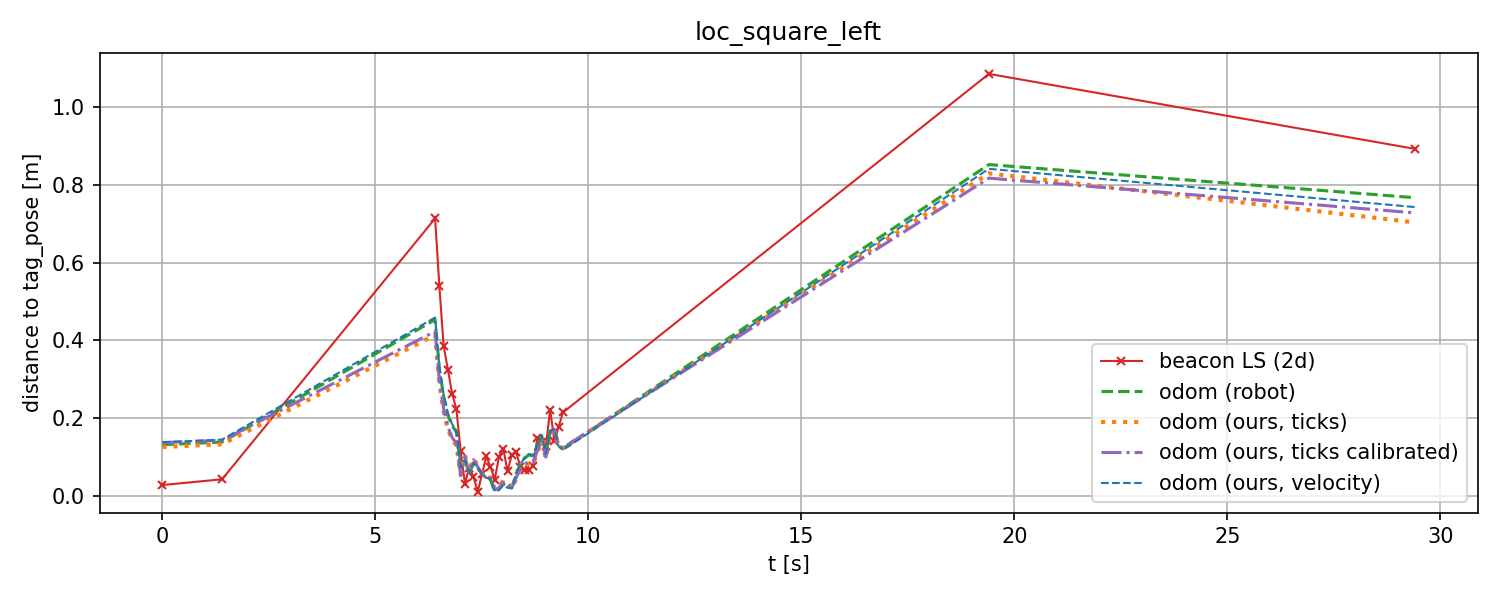 loc_square_left
distance to tag_pose [m]
1.0
0.8
0.6
0.4
0.2
0.0
beacon LS (2d)
odom (robot)
odom (ours, ticks)
odom (ours, ticks calibrated)
odom (ours, velocity)
0 5 10 15 20 25 30
t [s]